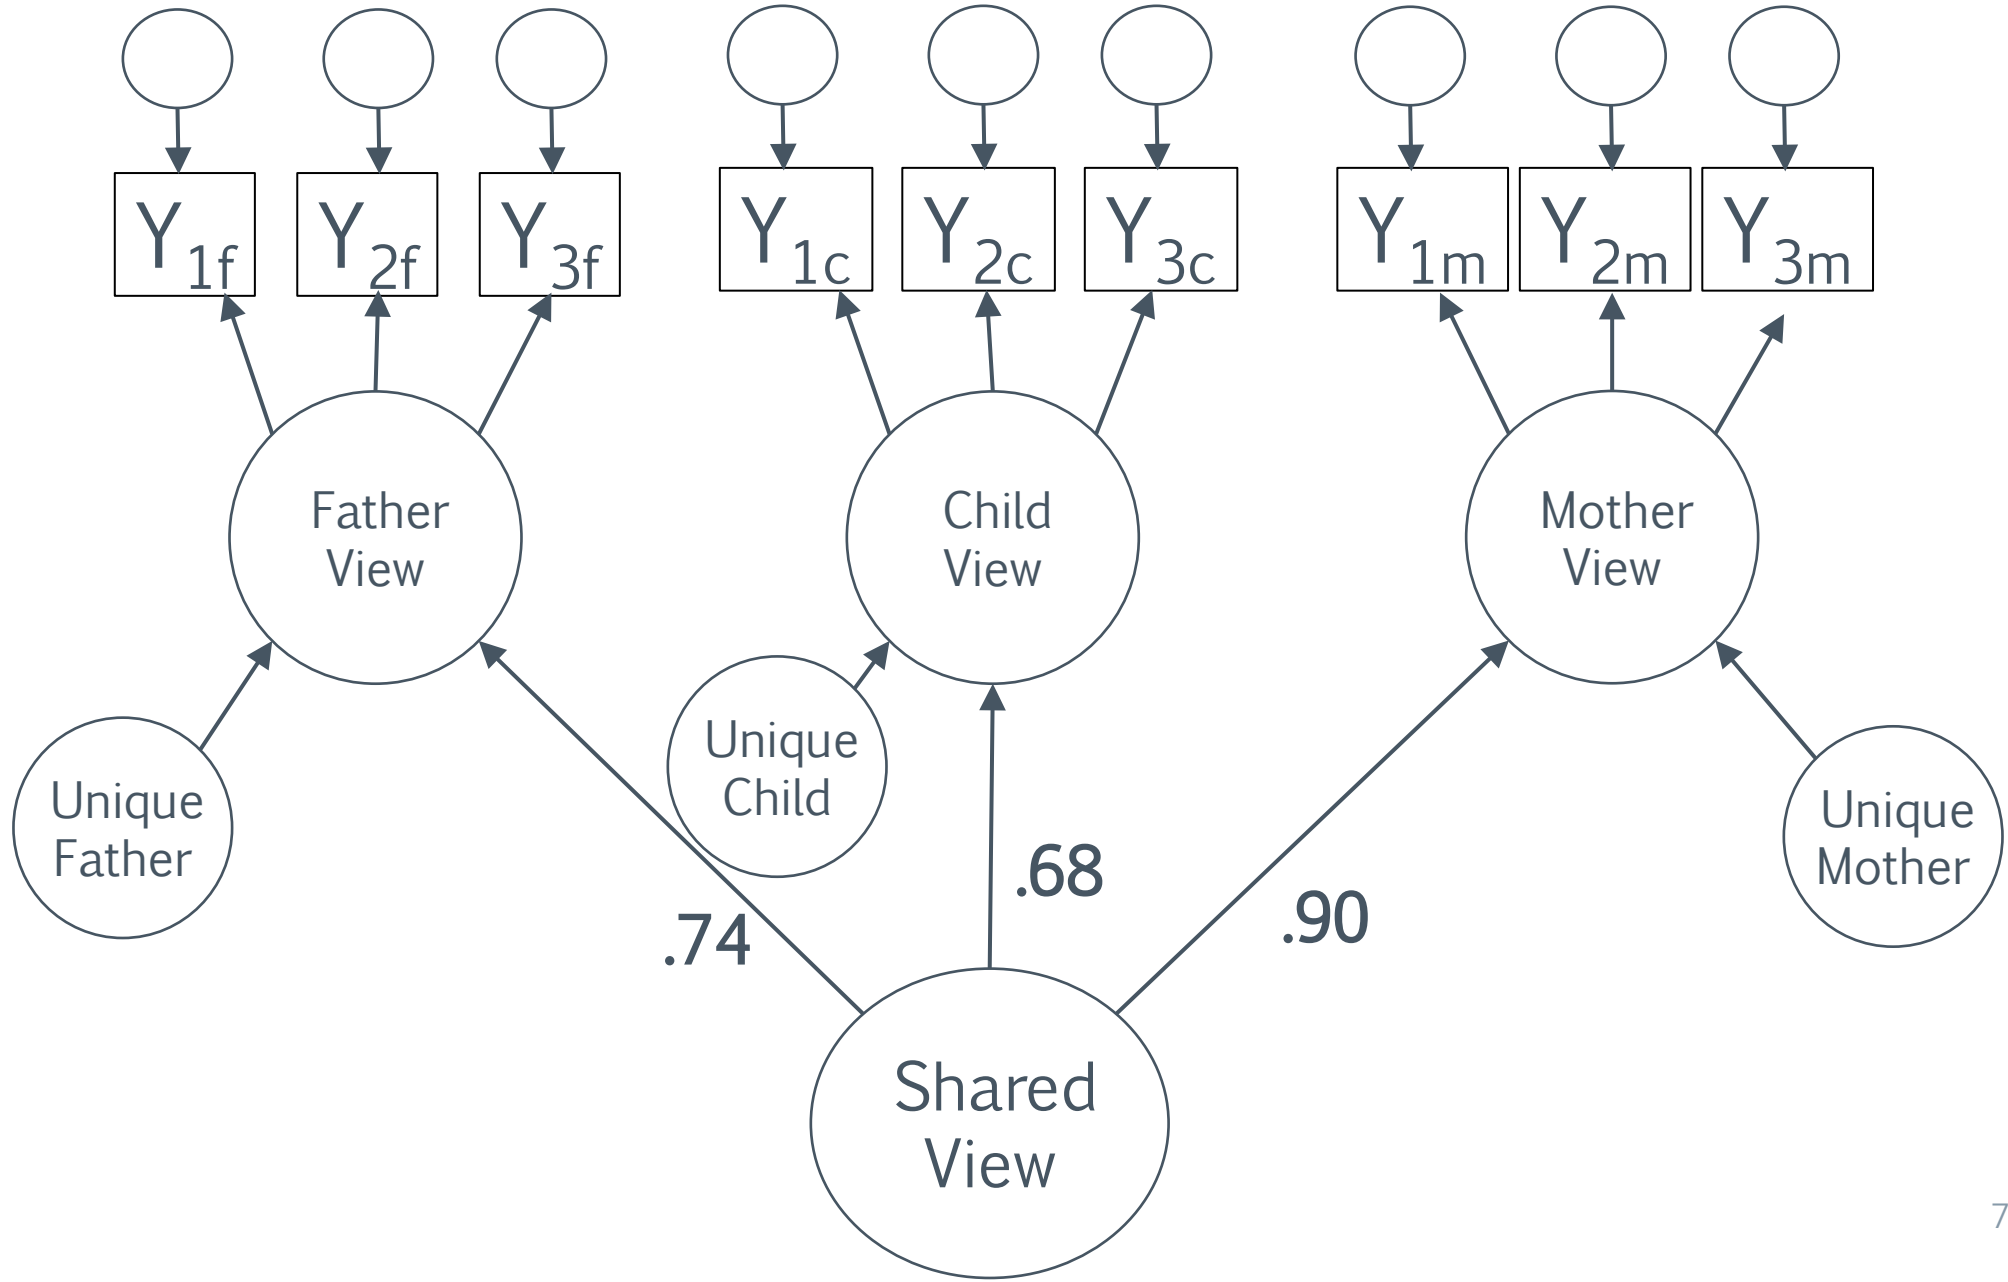 Y1f Y2f Y3f Y1c Y2c Y3c Y1m Y2m Y3m
Father
View
Child
View
Mother
View
Unique
Father
Unique
Child
Unique
Mother
.74
.68
.90
Shared
View
7